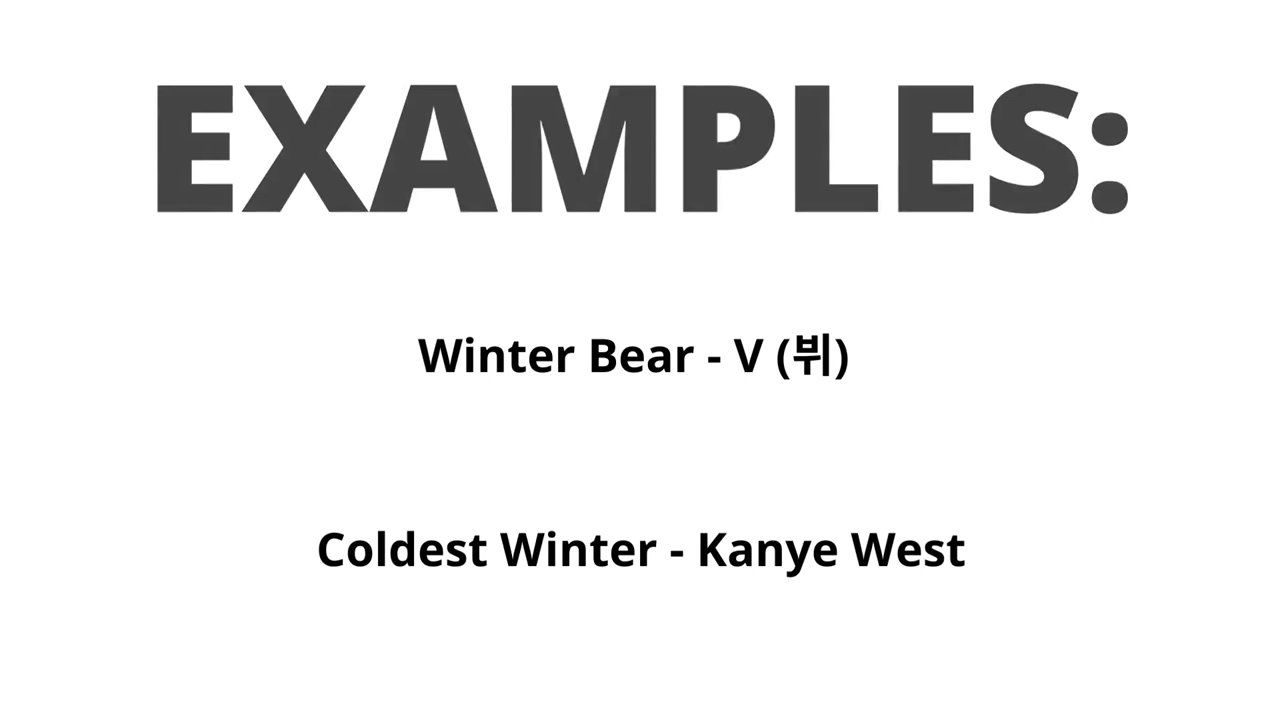 EXAMPLES:
Winter Bear - V (뷔)
Coldest Winter - Kanye West